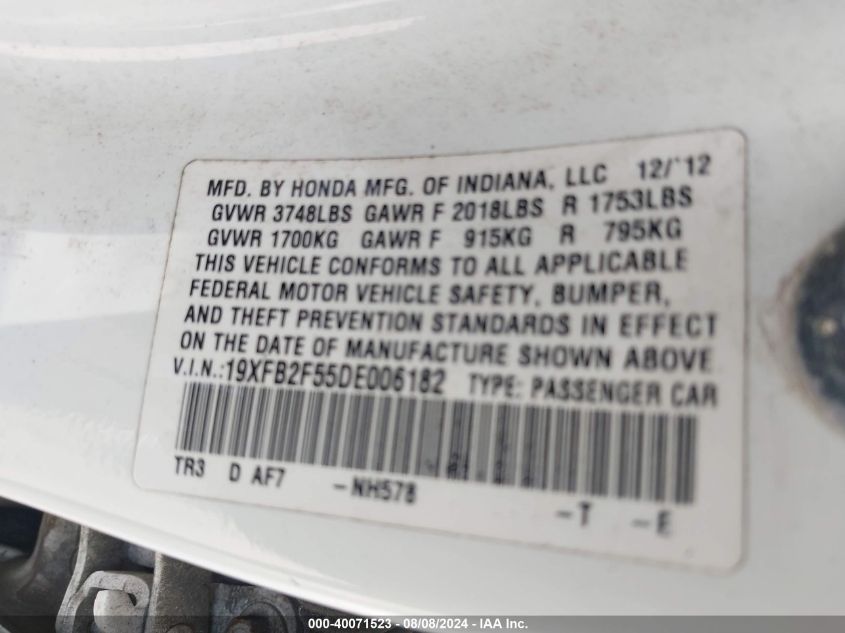 MFD. BY HONDA MFG. OF INDIANA, LLC 12/'12
GVWR 3748LBS GAWR F 2018LBS R 1753LBS
GVWR 1700KG GAWR F 915KG R 795KG
THIS VEHICLE CONFORMS TO ALL APPLICABLE
FEDERAL MOTOR VEHICLE SAFETY, BUMPER,
AND THEFT PREVENTION STANDARDS IN EFFECT
ON THE DATE OF MANUFACTURE SHOWN ABOVE
V.I.N.:19XFB2F55DE006182 TYPE: PASSENGER CAR
TR3 D AF7 -NH578 -T -E
000-40071523 - 08/08/2024 - IAA Inc.